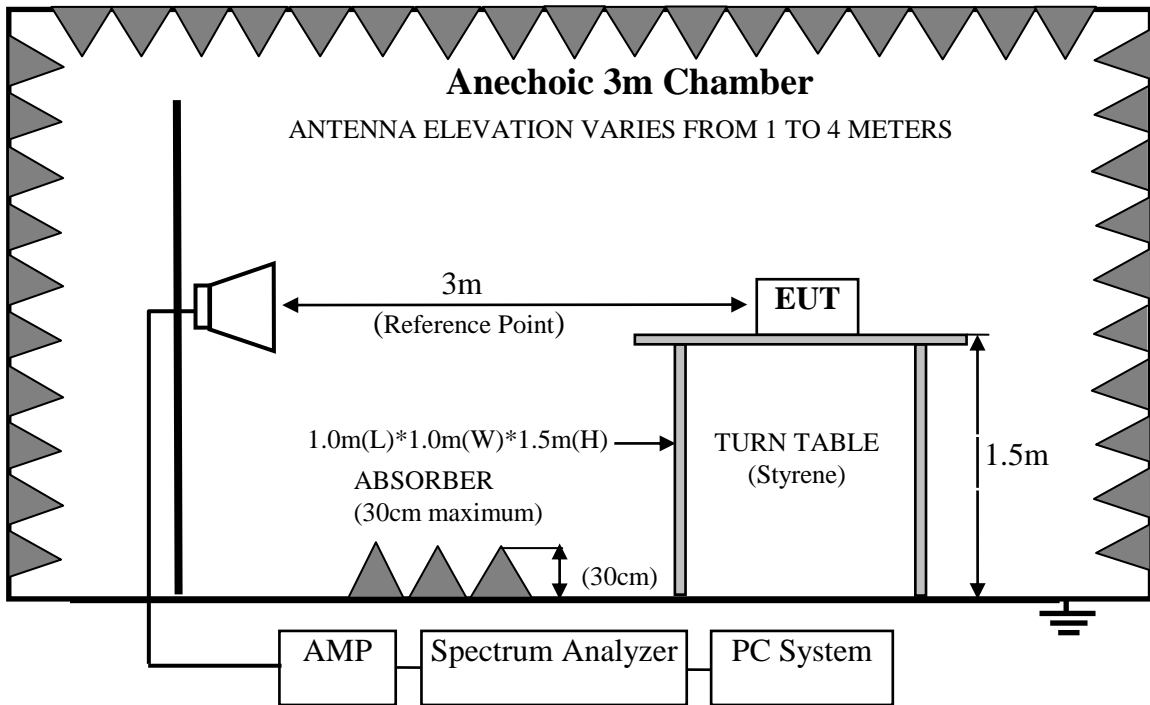 Anechoic 3m Chamber
ANTENNA ELEVATION VARIES FROM 1 TO 4 METERS
3m
(Reference Point)
EUT
1.0m(L)*1.0m(W)*1.5m(H)
TURN TABLE
(Styrene)
1.5m
ABSORBER
(30cm maximum)
(30cm)
AMP
Spectrum Analyzer
PC System